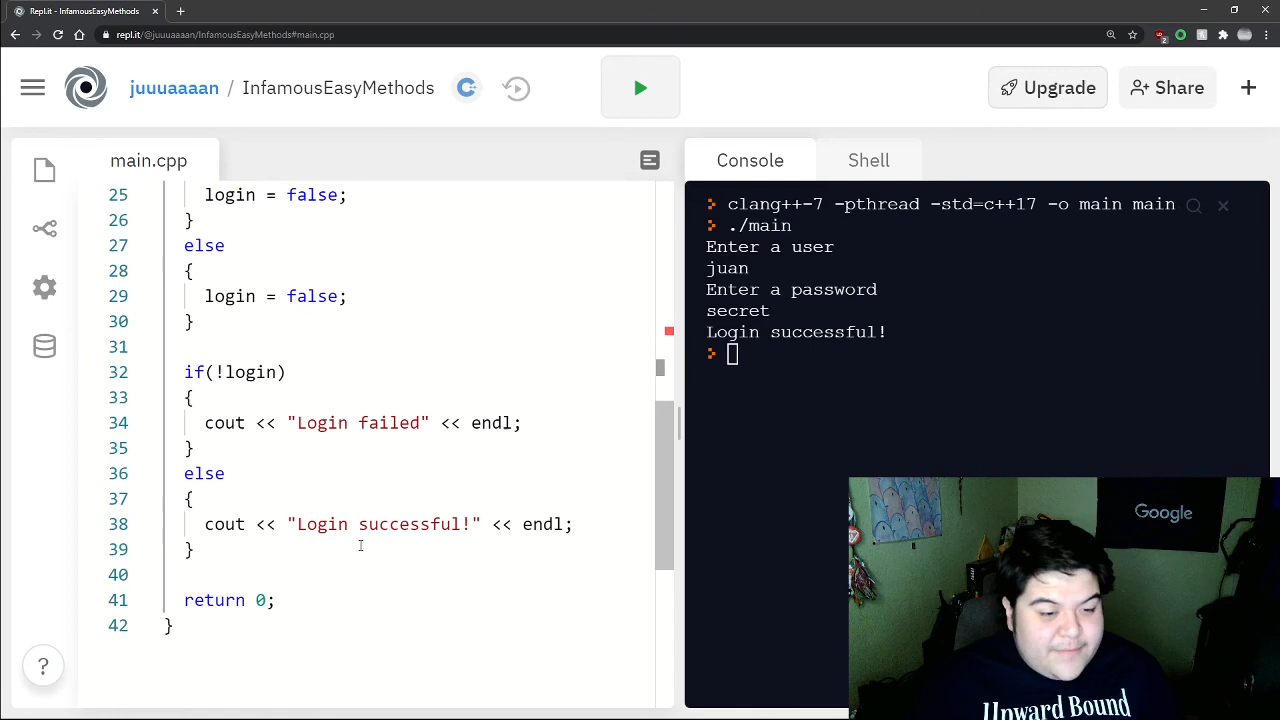 Repl.it - InfamousEasyMethods
repl.it/@juuuaaaan/InfamousEasyMethods#main.cpp
2
juuuaaaan / InfamousEasyMethods
Upgrade
Share
main.cpp
25 login = false;
26 }
27 else
28 {
29 login = false;
30 }
31
32 if(!login)
33 {
34 cout << "Login failed" << endl;
35 }
36 else
37 {
38 cout << "Login successful!" << endl;
39 }
40
41 return 0;
42 }
?
Console
Shell
clang++-7 -pthread -std=c++17 -o main main
./main
Enter a user
juan
Enter a password
secret
Login successful!
Google
Upward Bound